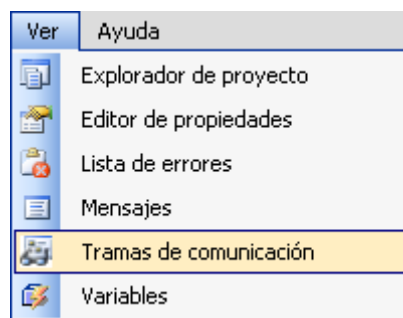 Ver Ayuda
Explorador de proyecto
Editor de propiedades
Lista de errores
Mensajes
Tramas de comunicación
Variables